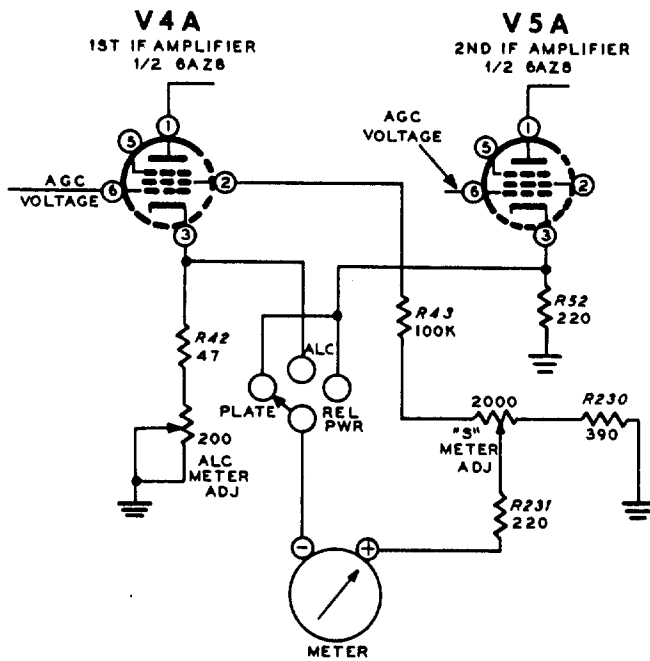 V4A
1ST IF AMPLIFIER
1/2 6AZ8
V5A
2ND IF AMPLIFIER
1/2 6AZ8
AGC
VOLTAGE
1
5
2
6
3
AGC
VOLTAGE
1
5
2
6
3
R42
47
200
ALC
METER
ADJ
ALC
PLATE
REL
PWR
R43
100K
R52
220
2000
"S"
METER
ADJ
R230
390
R231
220
-
+
METER